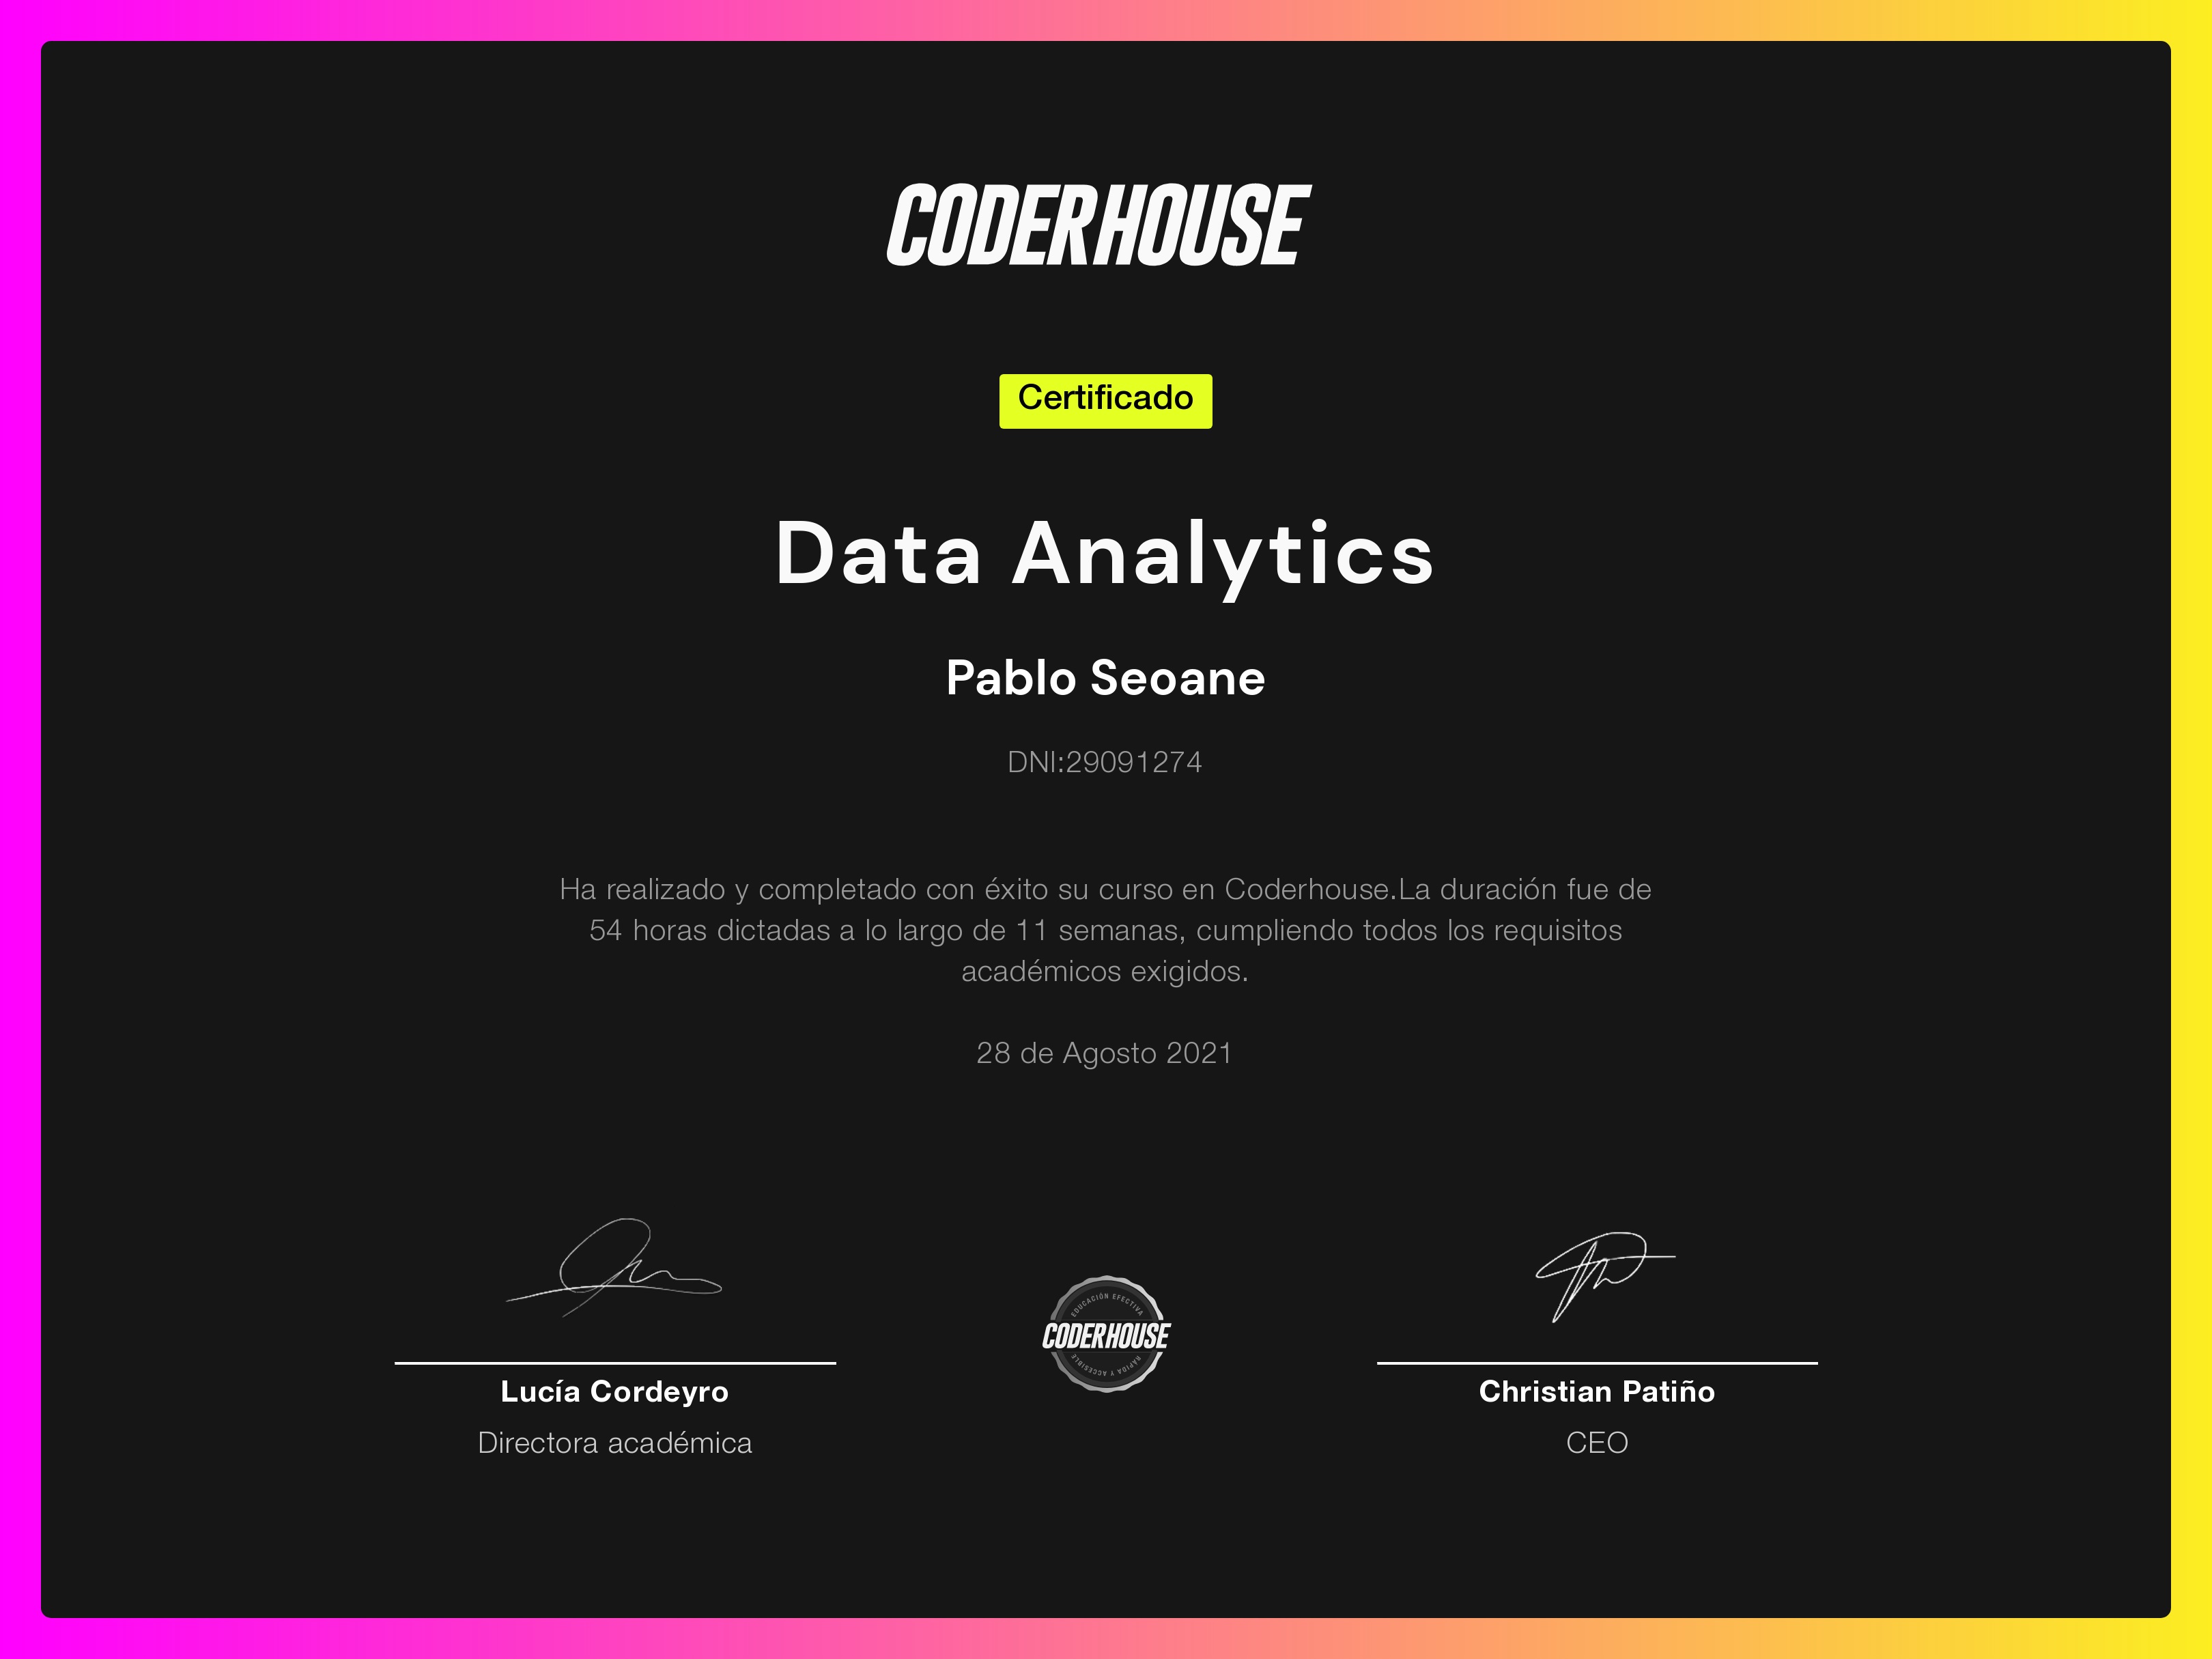 CODERHOUSE
Certificado
Data Analytics
Pablo Seoane
DNI:29091274
Ha realizado y completado con éxito su curso en Coderhouse.La duración fue de
54 horas dictadas a lo largo de 11 semanas, cumpliendo todos los requisitos
académicos exigidos.
28 de Agosto 2021
EDUCACIÓN EFECTIVA
CODERHOUSE
RÁPIDA Y ACCESIBLE
Lucía Cordeyro
Directora académica
Christian Patiño
CEO